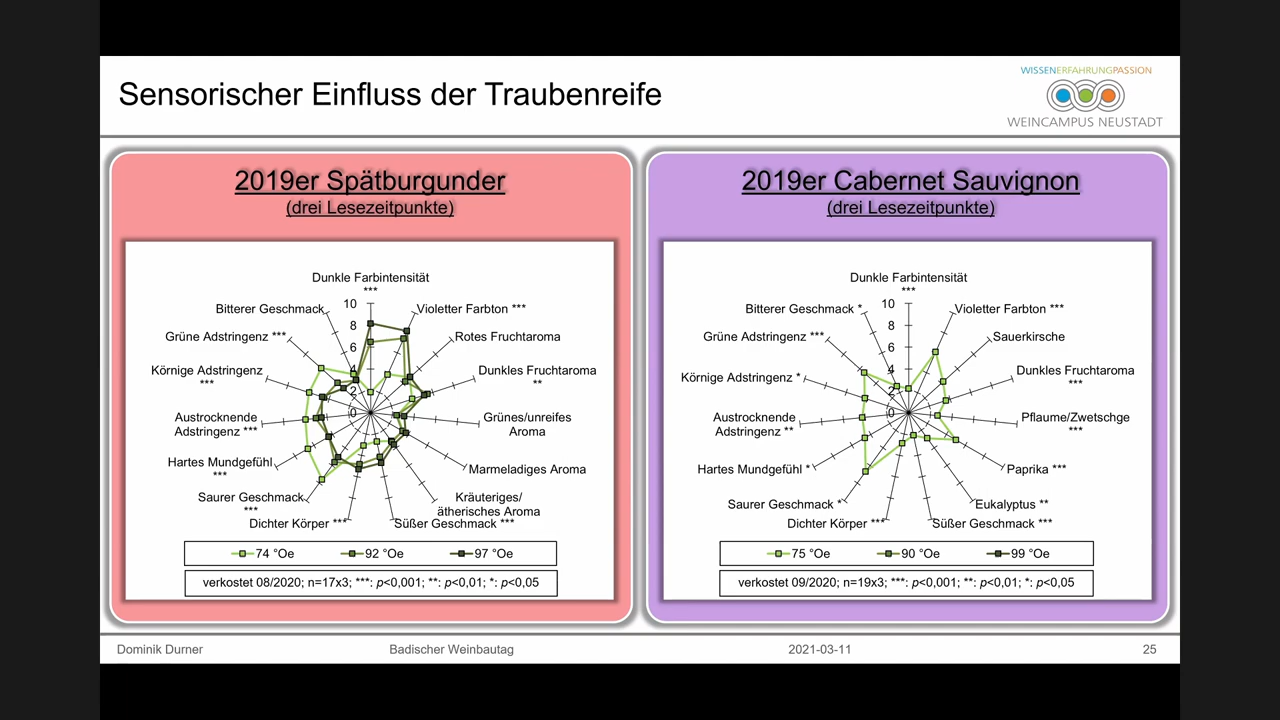 Sensorischer Einfluss der Traubenreife
WISSENERFAHRUNGPASSION
WEINCAMPUS NEUSTADT
2019er Spätburgunder
(drei Lesezeitpunkte)
Dunkle Farbintensität
***
Bitterer Geschmack
Violetter Farbton ***
Grüne Adstringenz ***
Rotes Fruchtaroma
Körnige Adstringenz
***
Dunkles Fruchtaroma
**
Austrocknende
Adstringenz ***
Grünes/unreifes
Aroma
Hartes Mundgefühl
***
Marmeladiges Aroma
Saurer Geschmack
***
Kräuteriges/
ätherisches Aroma
Dichter Körper ***
Süßer Geschmack ***
10
8
6
4
2
0
74 °Oe
92 °Oe
97 °Oe
verkostet 08/2020; n=17x3; ***: p<0,001; **: p<0,01; *: p<0,05
2019er Cabernet Sauvignon
(drei Lesezeitpunkte)
Dunkle Farbintensität
***
Bitterer Geschmack *
Violetter Farbton ***
Grüne Adstringenz ***
Sauerkirsche
Körnige Adstringenz *
Dunkles Fruchtaroma
***
Austrocknende
Adstringenz **
Pflaume/Zwetschge
***
Hartes Mundgefühl *
Paprika ***
Saurer Geschmack *
Eukalyptus **
Dichter Körper ***
Süßer Geschmack ***
10
8
6
4
2
0
75 °Oe
90 °Oe
99 °Oe
verkostet 09/2020; n=19x3; ***: p<0,001; **: p<0,01; *: p<0,05
Dominik Durner
Badischer Weinbautag
2021-03-11
25